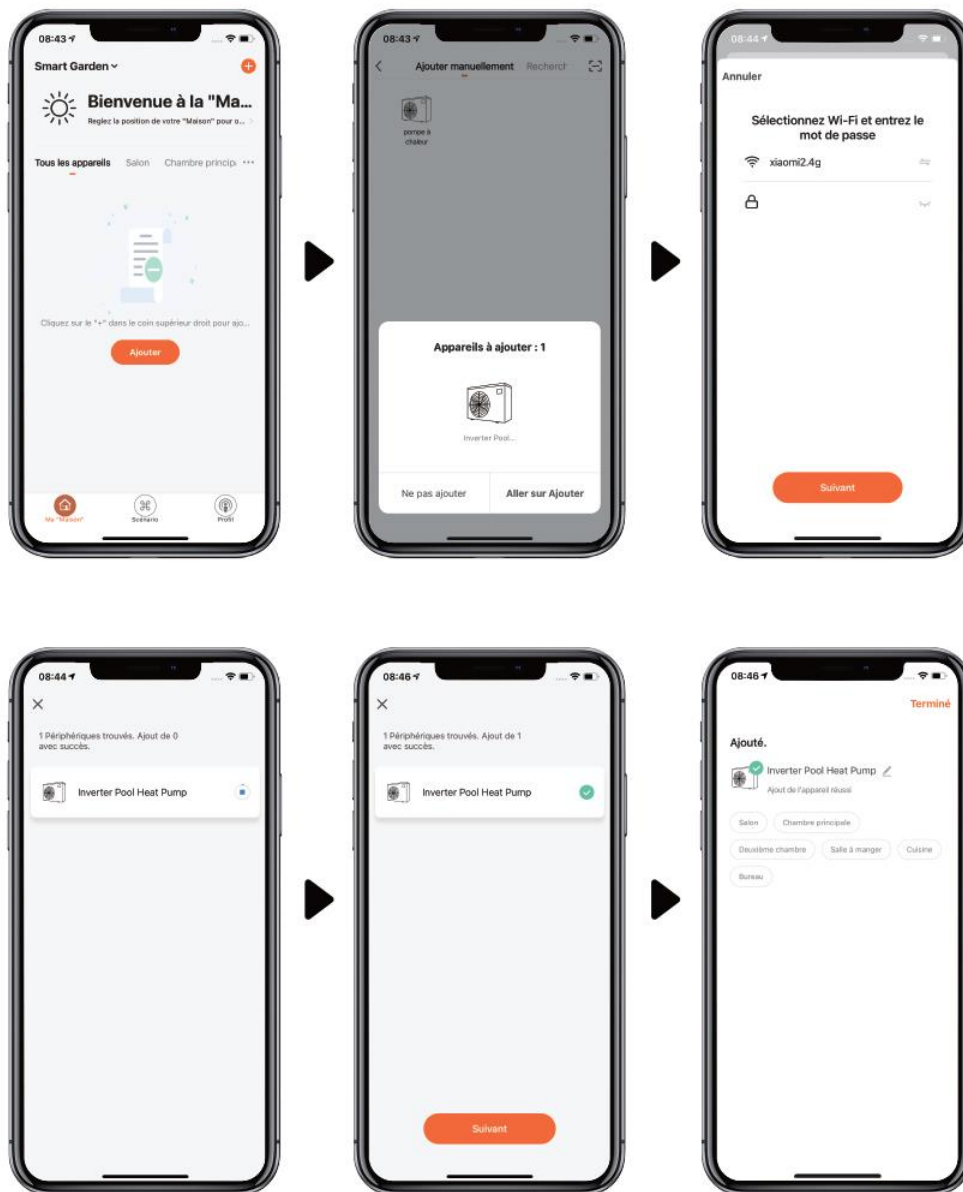 08:43
Smart Garden
Bienvenue à la "Ma...
Reglez la position de votre "Maison" pour o...
Tous les appareils Salon Chambre princip
Cliquez sur le "+" dans le coin supérieur droit pour ajo...
Ajouter
Ma "Maison" Scénario Profil
08:43
Ajouter manuellement Recherch
pompe à
chaleur
Appareils à ajouter : 1
Inverter Pool...
Ne pas ajouter Aller sur Ajouter
08:44
Annuler
Sélectionnez Wi-Fi et entrez le
mot de passe
xiaomi2.4g
Suivant
08:44
1 Périphériques trouvés. Ajout de 0
avec succès.
Inverter Pool Heat Pump
08:46
1 Périphériques trouvés. Ajout de 1
avec succès.
Inverter Pool Heat Pump
Suivant
08:46
Terminé
Ajouté.
Inverter Pool Heat Pump
Ajout de l'appareil réussi
Salon Chambre principale
Deuxième chambre Salle à manger Cuisine
Bureau